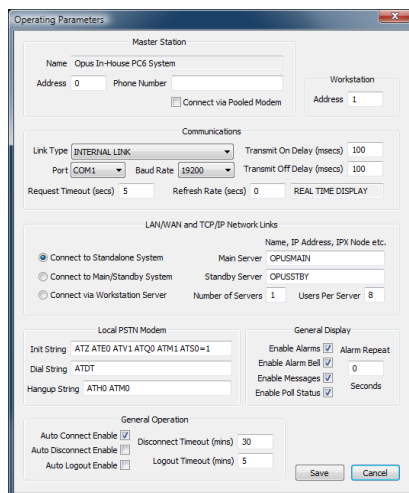 Operating Parameters
Master Station
Name Opus In-House PC6 System
Address 0 Phone Number
Connect via Pooled Modem
Workstation
Address 1
Communications
Link Type INTERNAL LINK Transmit On Delay (msecs) 100
Port COM1 Baud Rate 19200 Transmit Off Delay (msecs) 100
Request Timeout (secs) 5 Refresh Rate (secs) 0 REAL TIME DISPLAY
LAN/WAN and TCP/IP Network Links
Name, IP Address, IPX Node etc.
Connect to Standalone System Main Server OPUSMAIN
Connect to Main/Standby System Standby Server OPUSSTBY
Connect via Workstation Server Number of Servers 1 Users Per Server 8
Local PSTN Modem
Init String ATZ ATE0 ATV1 ATQ0 ATM1 ATS0=1
Dial String ATDT
Hangup String ATH0 ATM0
General Display
Enable Alarms Alarm Repeat
Enable Alarm Bell 0
Enable Messages Seconds
Enable Poll Status
General Operation
Auto Connect Enable Disconnect Timeout (mins) 30
Auto Disconnect Enable
Auto Logout Enable Logout Timeout (mins) 5
Save Cancel